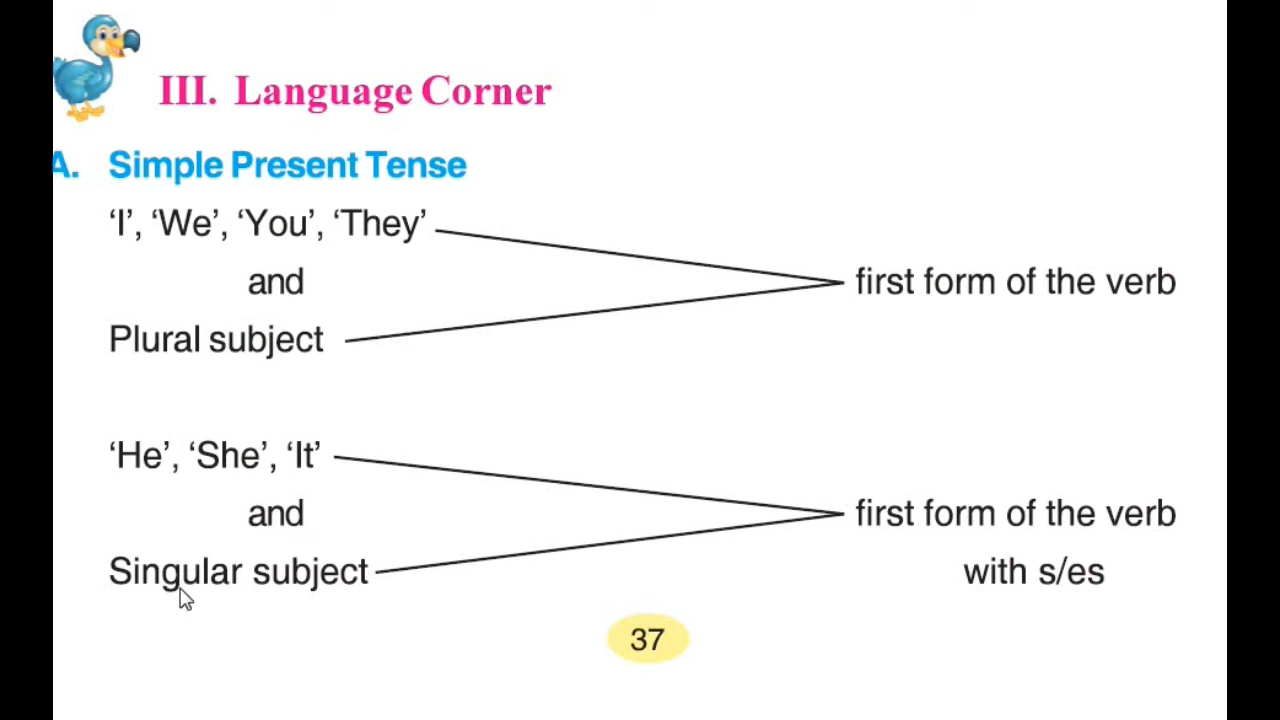 III. Language Corner
A. Simple Present Tense
‘I’, ‘We’, ‘You’, ‘They’
and
first form of the verb
Plural subject
‘He’, ‘She’, ‘It’
and
first form of the verb
Singular subject
with s/es
37